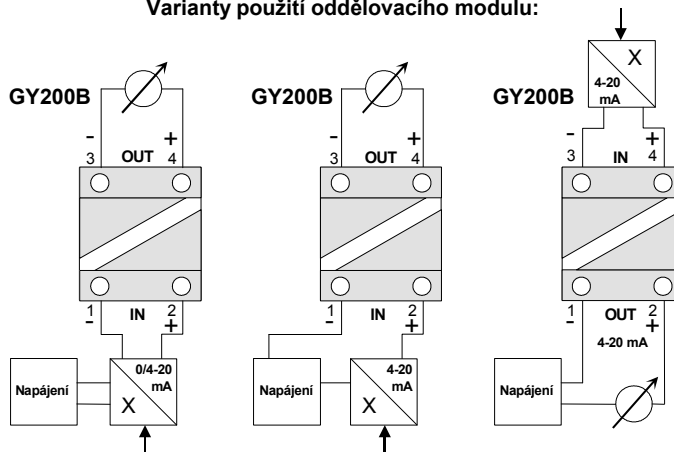 Varianty použití oddělovacího modulu:
GY200B
-
+
3
OUT
4
1
IN
2
-
+
Napájení
0/4-20
mA
X
GY200B
-
+
3
OUT
4
1
IN
2
-
+
Napájení
4-20
mA
X
X
4-20
mA
GY200B
-
+
3
IN
4
1
OUT
2
-
+
4-20 mA
Napájení